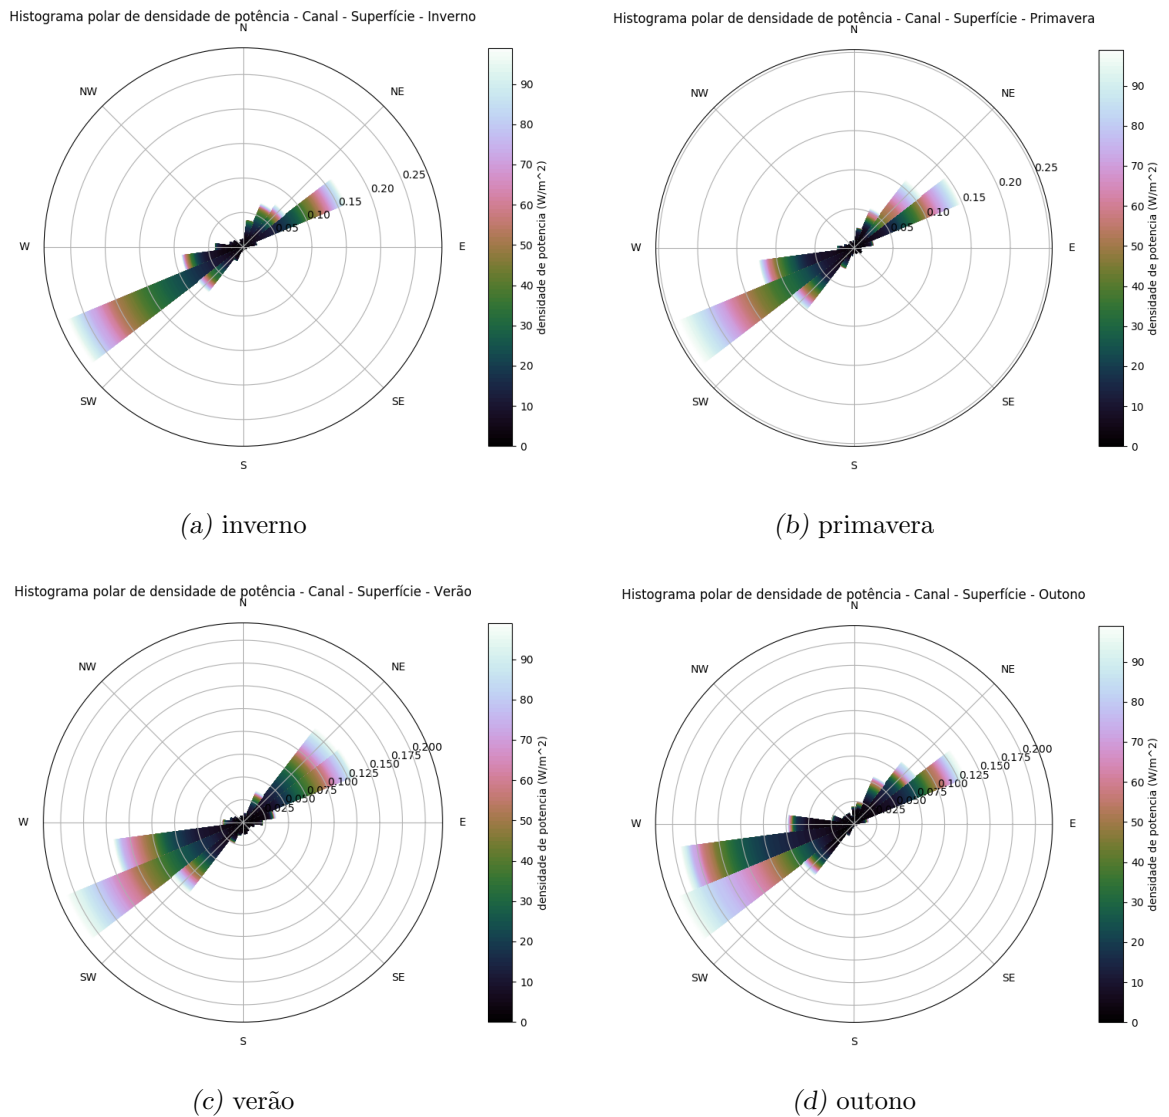 Histograma polar de densidade de potência - Canal - Superfície - Inverno
N
NW
NE
W
E
SW
SE
S
0.05
0.10
0.15
0.20
0.25
90
80
70
60
50
40
30
20
10
0
densidade de potencia (W/m^2)
(a) inverno
Histograma polar de densidade de potência - Canal - Superfície - Primavera
N
NW
NE
W
E
SW
SE
S
0.05
0.10
0.15
0.20
0.25
90
80
70
60
50
40
30
20
10
0
densidade de potencia (W/m^2)
(b) primavera
Histograma polar de densidade de potência - Canal - Superfície - Verão
N
NW
NE
W
E
SW
SE
S
0.025
0.050
0.075
0.100
0.125
0.150
0.175
0.200
90
80
70
60
50
40
30
20
10
0
densidade de potencia (W/m^2)
(c) verão
Histograma polar de densidade de potência - Canal - Superfície - Outono
N
NW
NE
W
E
SW
SE
S
0.025
0.050
0.075
0.100
0.125
0.150
0.175
0.200
90
80
70
60
50
40
30
20
10
0
densidade de potencia (W/m^2)
(d) outono